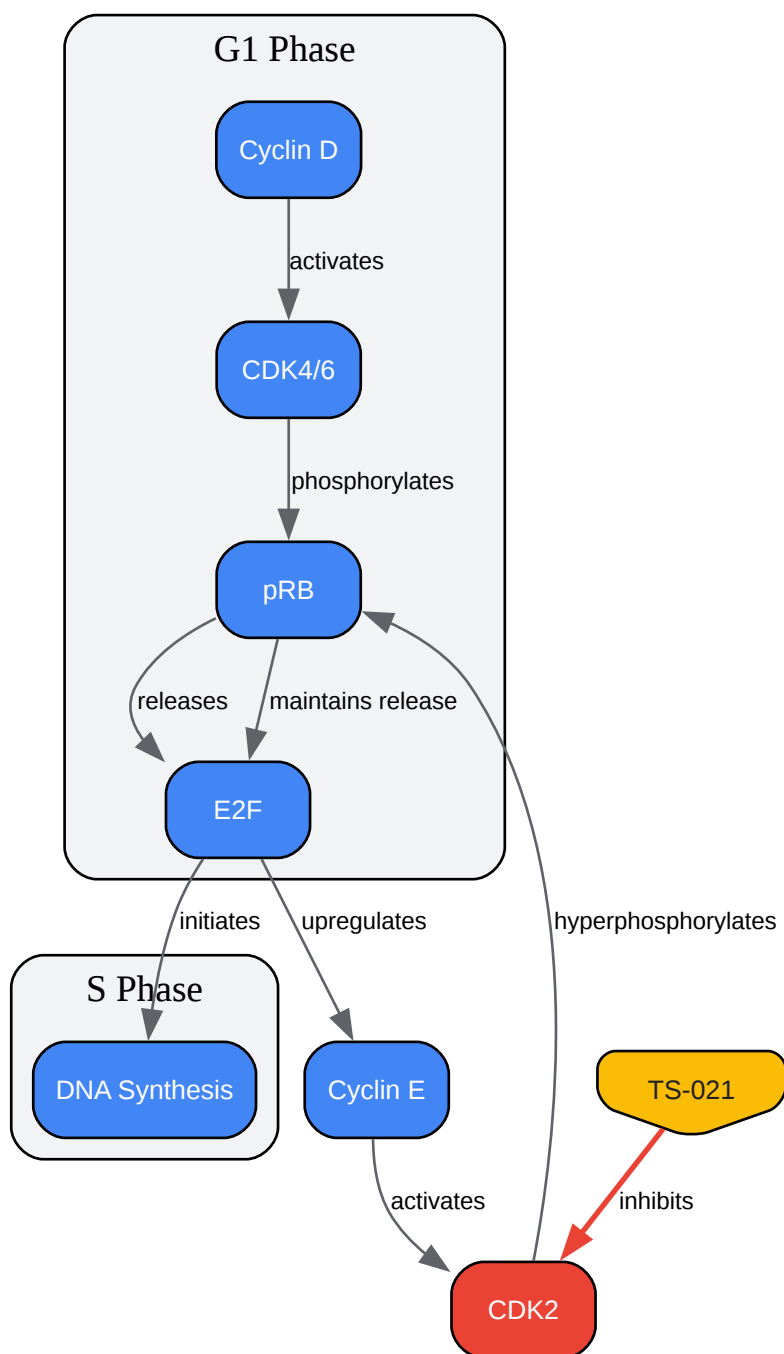 G1 Phase
Cyclin D
activates
CDK4/6
phosphorylates
pRB
releases
maintains release
E2F
initiates
upregulates
hyperphosphorylates
S Phase
DNA Synthesis
Cyclin E
TS-021
activates
inhibits
CDK2